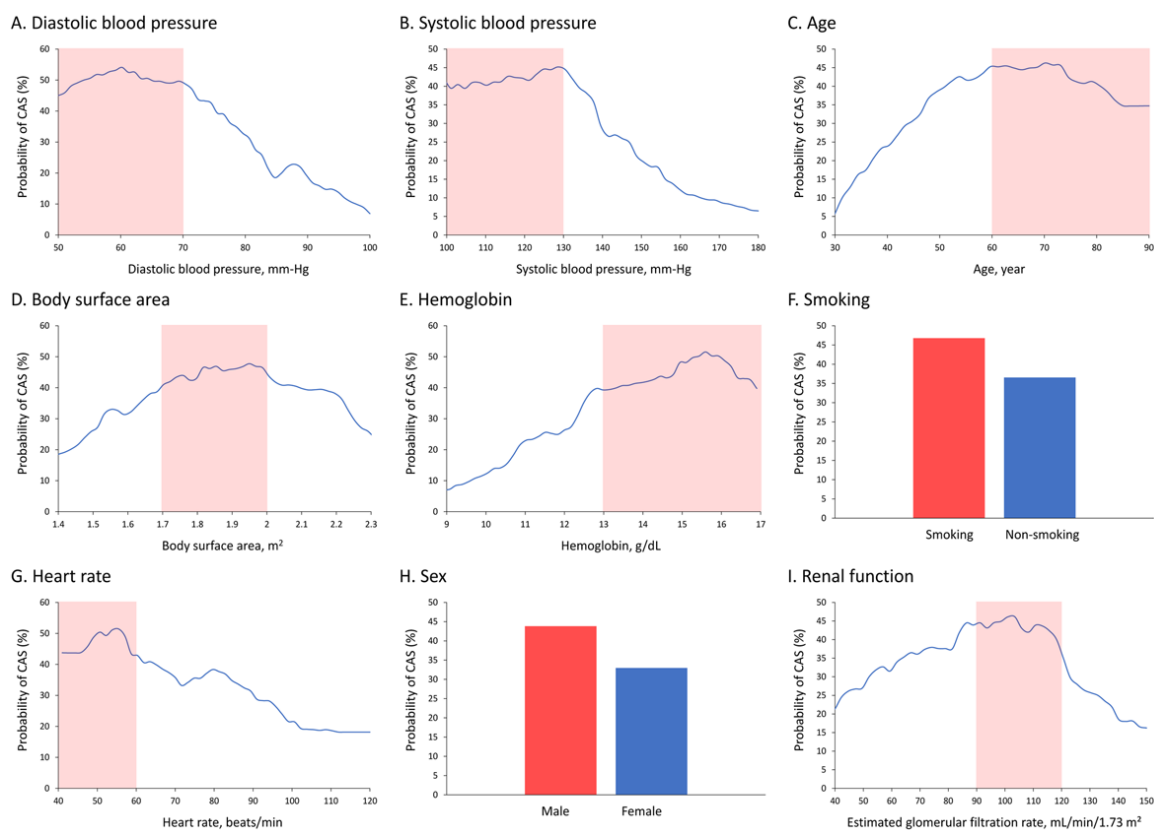 A. Diastolic blood pressure
Probability of CAS (%)
60
50
40
30
20
10
0
50 60 70 80 90 100
Diastolic blood pressure, mm-Hg
B. Systolic blood pressure
Probability of CAS (%)
50
45
40
35
30
25
20
15
10
5
0
100 110 120 130 140 150 160 170 180
Systolic blood pressure, mm-Hg
C. Age
Probability of CAS (%)
50
45
40
35
30
25
20
15
10
5
0
30 40 50 60 70 80 90
Age, year
D. Body surface area
Probability of CAS (%)
60
50
40
30
20
10
0
1.4 1.5 1.6 1.7 1.8 1.9 2 2.1 2.2 2.3
Body surface area, m²
E. Hemoglobin
Probability of CAS (%)
60
50
40
30
20
10
0
9 10 11 12 13 14 15 16 17
Hemoglobin, g/dL
F. Smoking
Probability of CAS (%)
50
45
40
35
30
25
20
15
10
5
0
Smoking Non-smoking
G. Heart rate
Probability of CAS (%)
60
50
40
30
20
10
0
40 50 60 70 80 90 100 110 120
Heart rate, beats/min
H. Sex
Probability of CAS (%)
50
45
40
35
30
25
20
15
10
5
0
Male Female
I. Renal function
Probability of CAS (%)
50
45
40
35
30
25
20
15
10
5
0
40 50 60 70 80 90 100 110 120 130 140 150
Estimated glomerular filtration rate, mL/min/1.73 m²